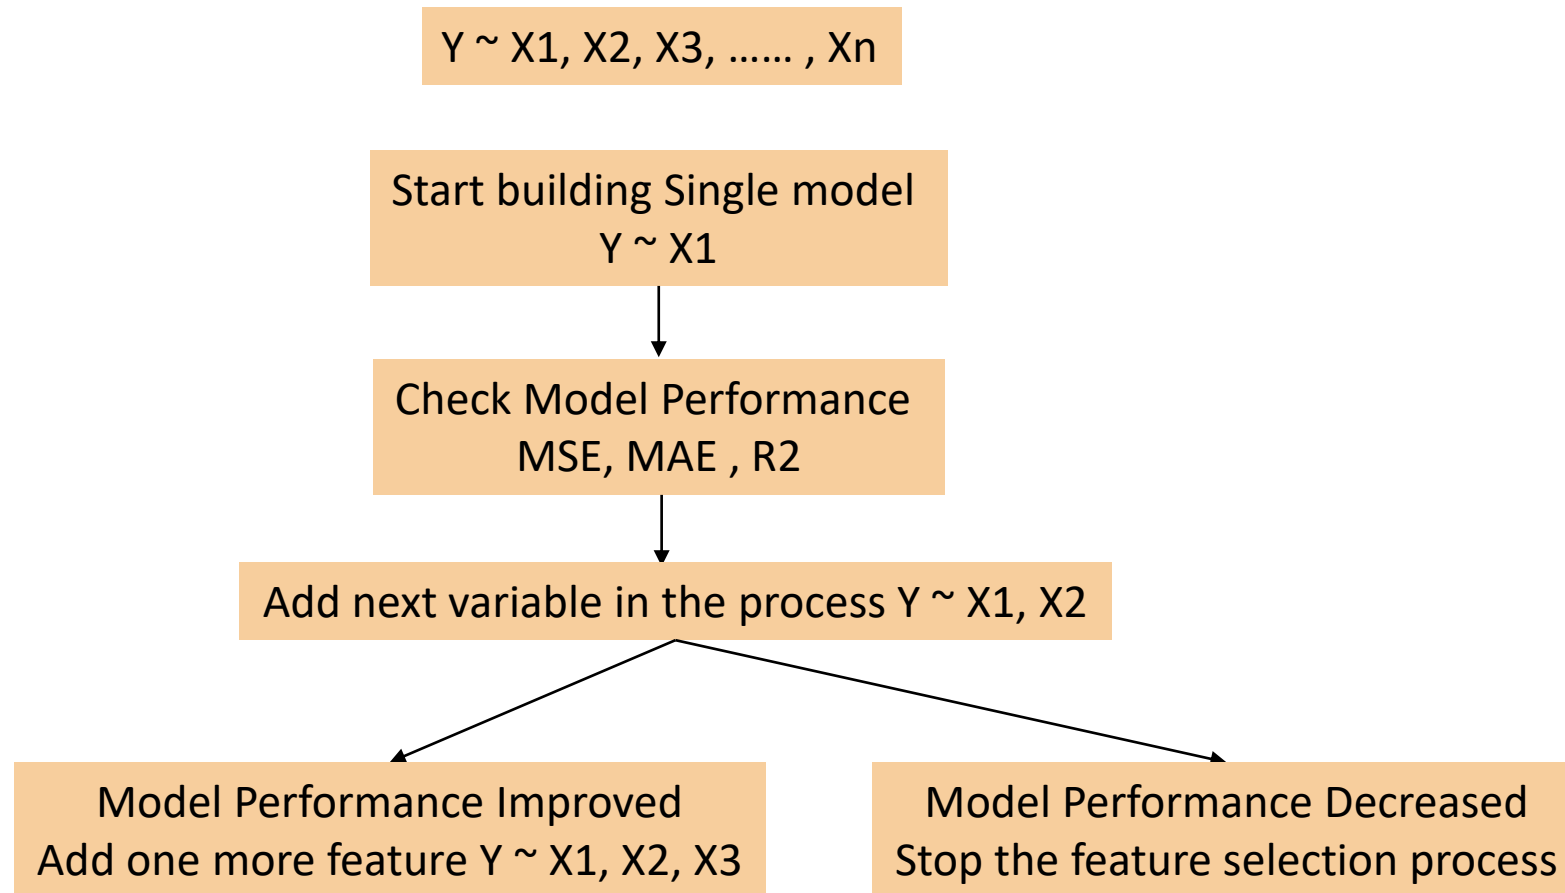 Y ~ X1, X2, X3, …… , Xn
Start building Single model
Y ~ X1
Check Model Performance
MSE, MAE , R2
Add next variable in the process Y ~ X1, X2
Model Performance Improved
Add one more feature Y ~ X1, X2, X3
Model Performance Decreased
Stop the feature selection process